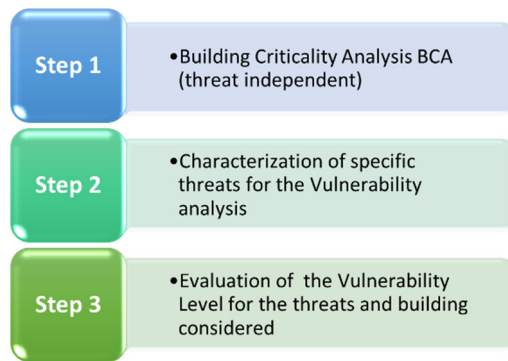 Step 1
•Building Criticality Analysis BCA
(threat independent)
Step 2
•Characterization of specific
threats for the Vulnerability
analysis
Step 3
•Evaluation of the Vulnerability
Level for the threats and building
considered